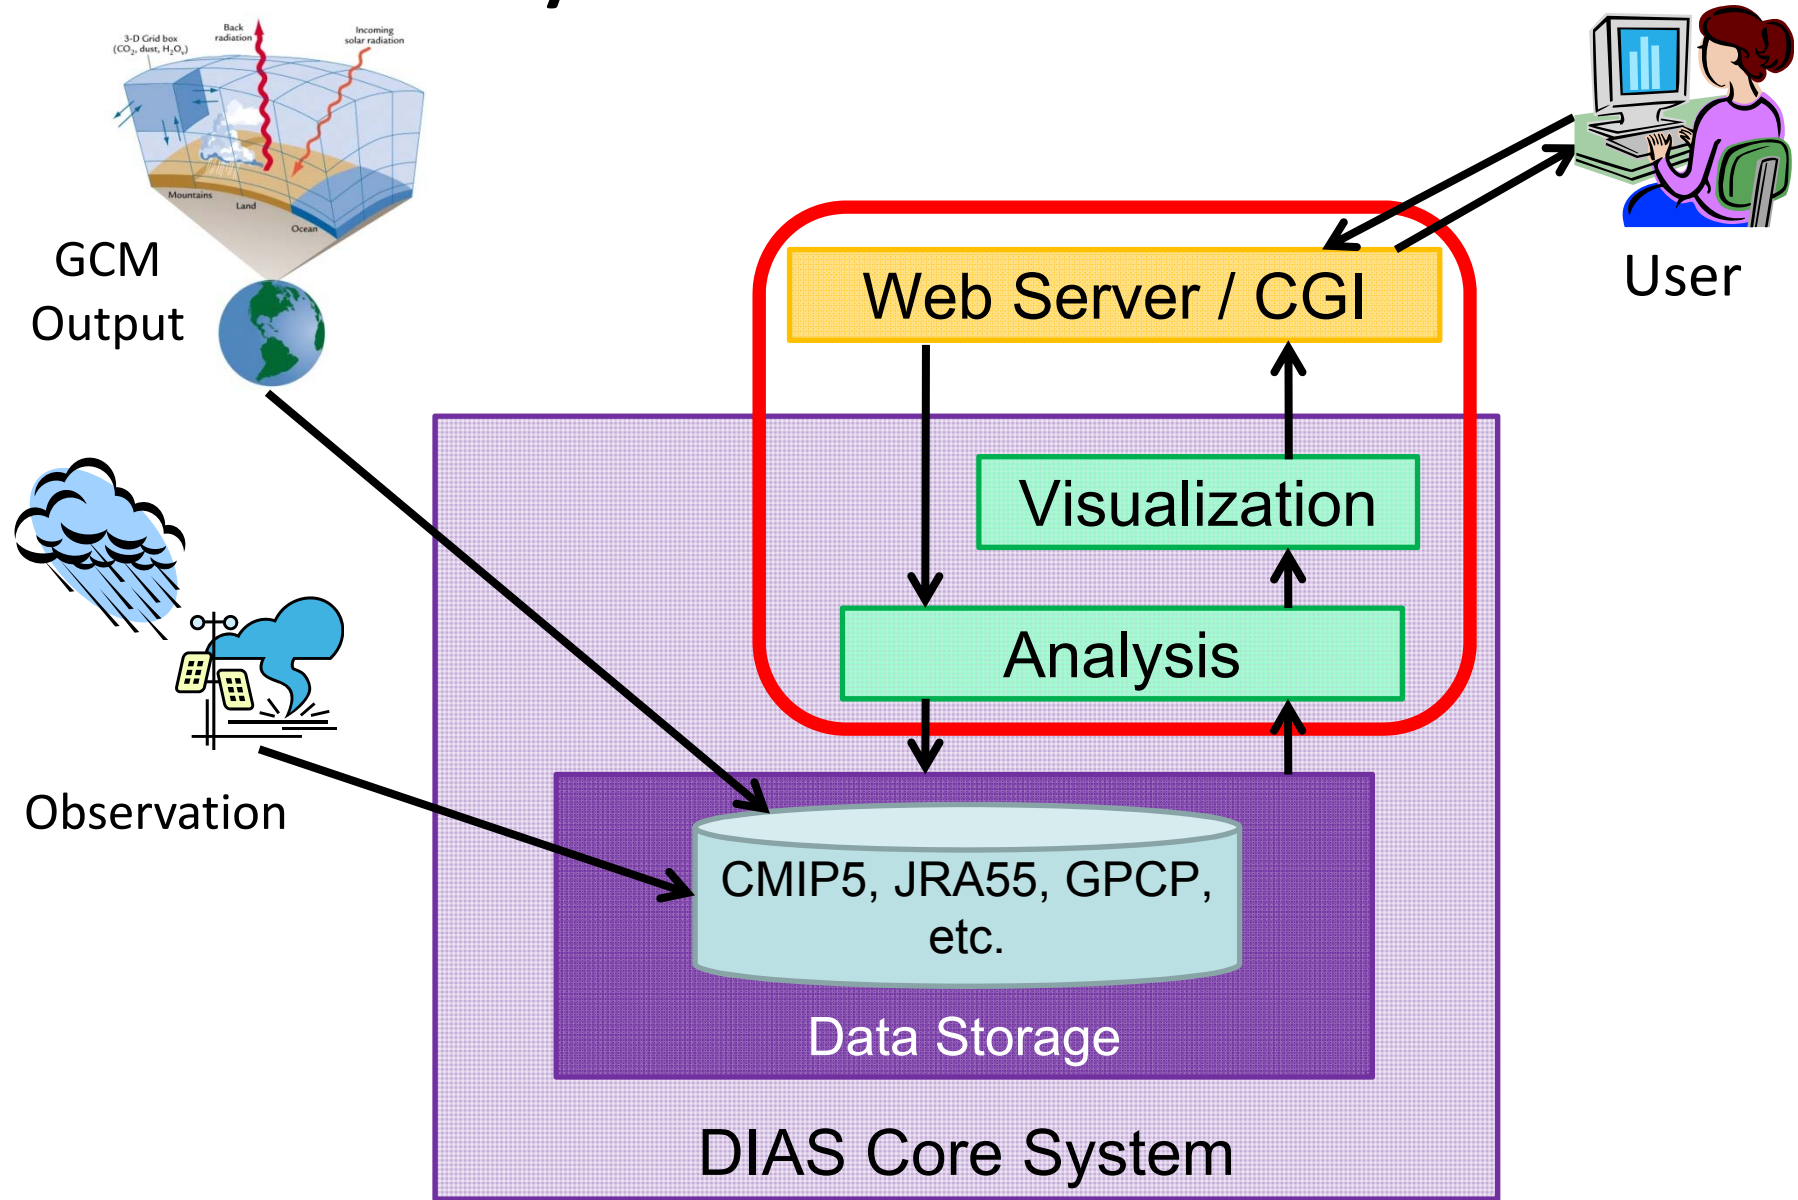 3-D Grid box
(CO₂, dust, H₂Oᵥ)
Back
radiation
Incoming
solar radiation
Mountains
Land
Ocean
GCM
Output
User
Web Server / CGI
Visualization
Analysis
Observation
CMIP5, JRA55, GPCP,
etc.
Data Storage
DIAS Core System